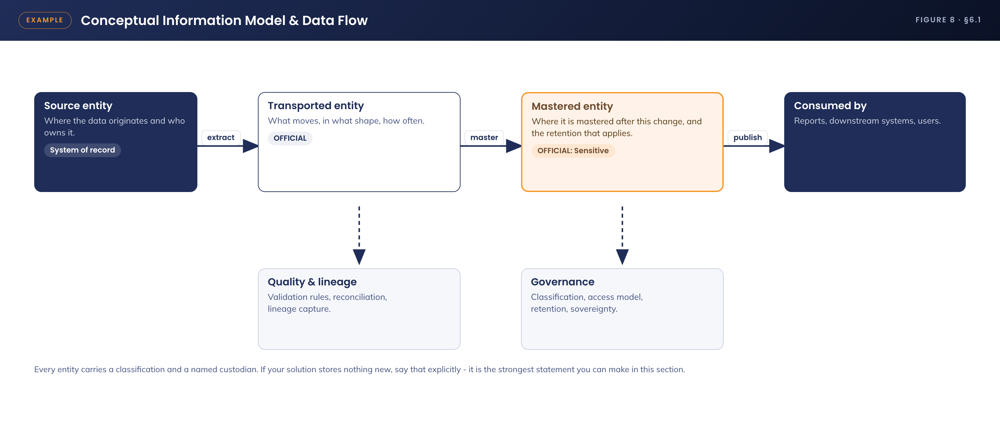 EXAMPLE
Conceptual Information Model & Data Flow
FIGURE 8 · §6.1
Source entity
Where the data originates and who
owns it.
System of record
extract
Transported entity
What moves, in what shape, how often.
OFFICIAL
master
Mastered entity
Where it is mastered after this change, and
the retention that applies.
OFFICIAL: Sensitive
publish
Consumed by
Reports, downstream systems, users.
Quality & lineage
Validation rules, reconciliation,
lineage capture.
Governance
Classification, access model,
retention, sovereignty.
Every entity carries a classification and a named custodian. If your solution stores nothing new, say that explicitly - it is the strongest statement you can make in this section.